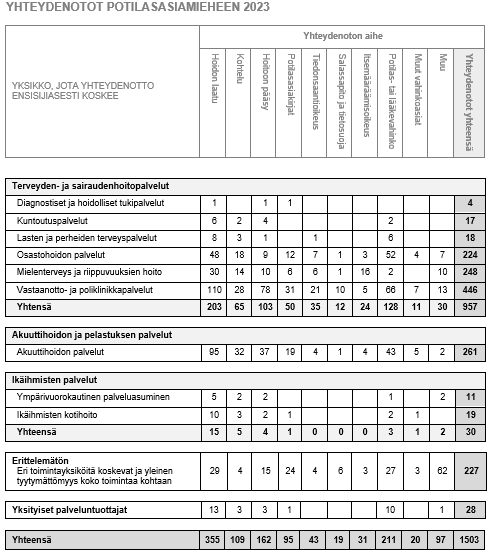 YHTEYDENOTOT POTILASASIAMIEHEEN 2023
Yhteydenoton aihe
YKSIKKÖ, JOTA YHTEYDENOTTO
ENSISIJIASESTI KOSKEE
Hoidon laatu
Kohtelu
Hoitoon pääsy
Potilasasiakirjat
Tiedonsaantioikeus
Salassapito ja tietosuoja
Itsemääräämisoikeus
Potilas- tai lääkevahinko
Muut vahinkoasiat
Muu
Yhteydenotot yhteensä
Terveyden- ja sairaudenhoitopalvelut
Diagnostiset ja hoidolliset tukipalvelut 1 1 1 4
Kuntoutuspalvelut 6 2 4 2 17
Lasten ja perheiden terveyspalvelut 8 3 1 1 6 18
Osastohoidon palvelut 48 18 9 12 7 1 3 52 4 7 224
Mielenterveys ja riippuvuuksien hoito 30 14 10 6 6 1 16 2 10 248
Vastaanotto- ja poliklinikkapalvelut 110 28 78 31 21 10 5 66 7 13 446
Yhteensä 203 65 103 50 35 12 24 128 11 30 957
Akuuttihoidon ja pelastuksen palvelut
Akuuttihoidon palvelut 95 32 37 19 4 1 4 43 5 2 261
Ikäihmisten palvelut
Ympärivuorokautinen palveluasuminen 5 2 2 1 2 11
Ikäihmisten kotihoito 10 3 2 1 2 1 19
Yhteensä 15 5 4 1 0 0 0 3 1 2 30
Erittelemätön
Eri toimintayksiköitä koskevat ja yleinen
tyytymättömyys koko toimintaa kohtaan 29 4 15 24 4 6 3 27 3 62 227
Yksityiset palveluntuottajat 13 3 3 1 10 1 28
Yhteensä 355 109 162 95 43 19 31 211 20 97 1503